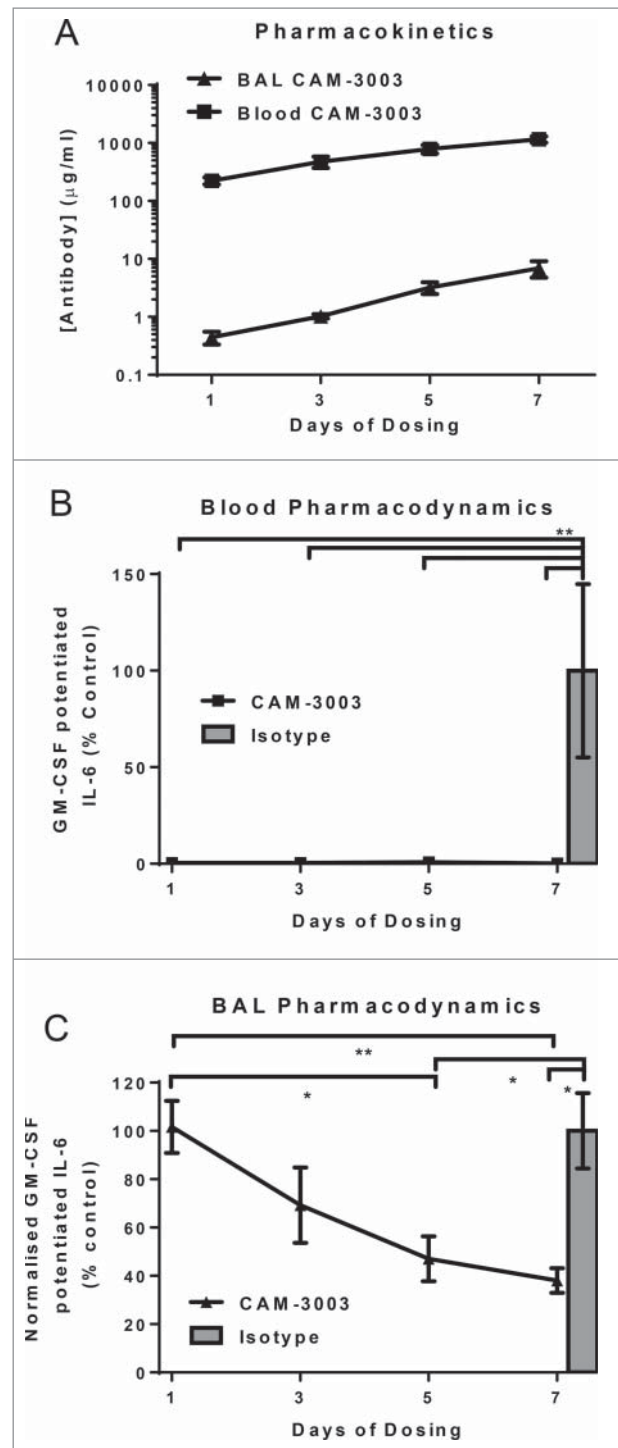 A
Pharmacokinetics
BAL CAM-3003
Blood CAM-3003
[Antibody] (μg/ml)
10000
1000
100
10
1
0.1
1 3 5 7
Days of Dosing
B
Blood Pharmacodynamics
**
GM-CSF potentiated
IL-6 (% Control)
150
100
50
0
CAM-3003
Isotype
1 3 5 7
Days of Dosing
C
BAL Pharmacodynamics
**
*
*
*
Normalised GM-CSF
potentiated IL-6
(% control)
120
100
80
60
40
20
0
CAM-3003
Isotype
1 3 5 7
Days of Dosing